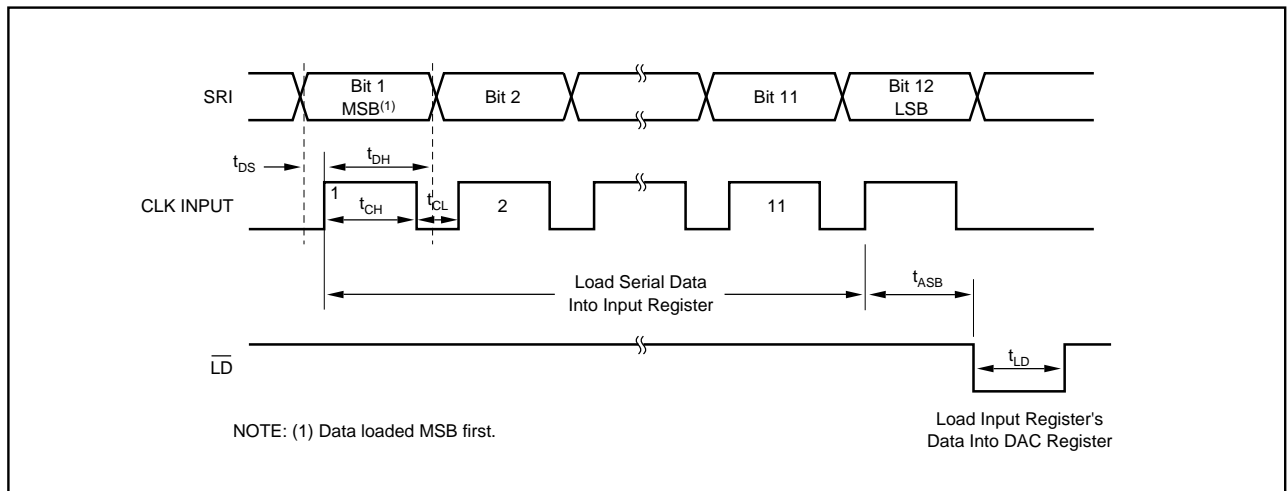 SRI
Bit 1
MSB(1)
Bit 2
Bit 11
Bit 12
LSB
tDS
tDH
CLK INPUT
1
tCH
tCL
2
11
Load Serial Data
Into Input Register
tASB
LD
tLD
Load Input Register's
Data Into DAC Register
NOTE: (1) Data loaded MSB first.